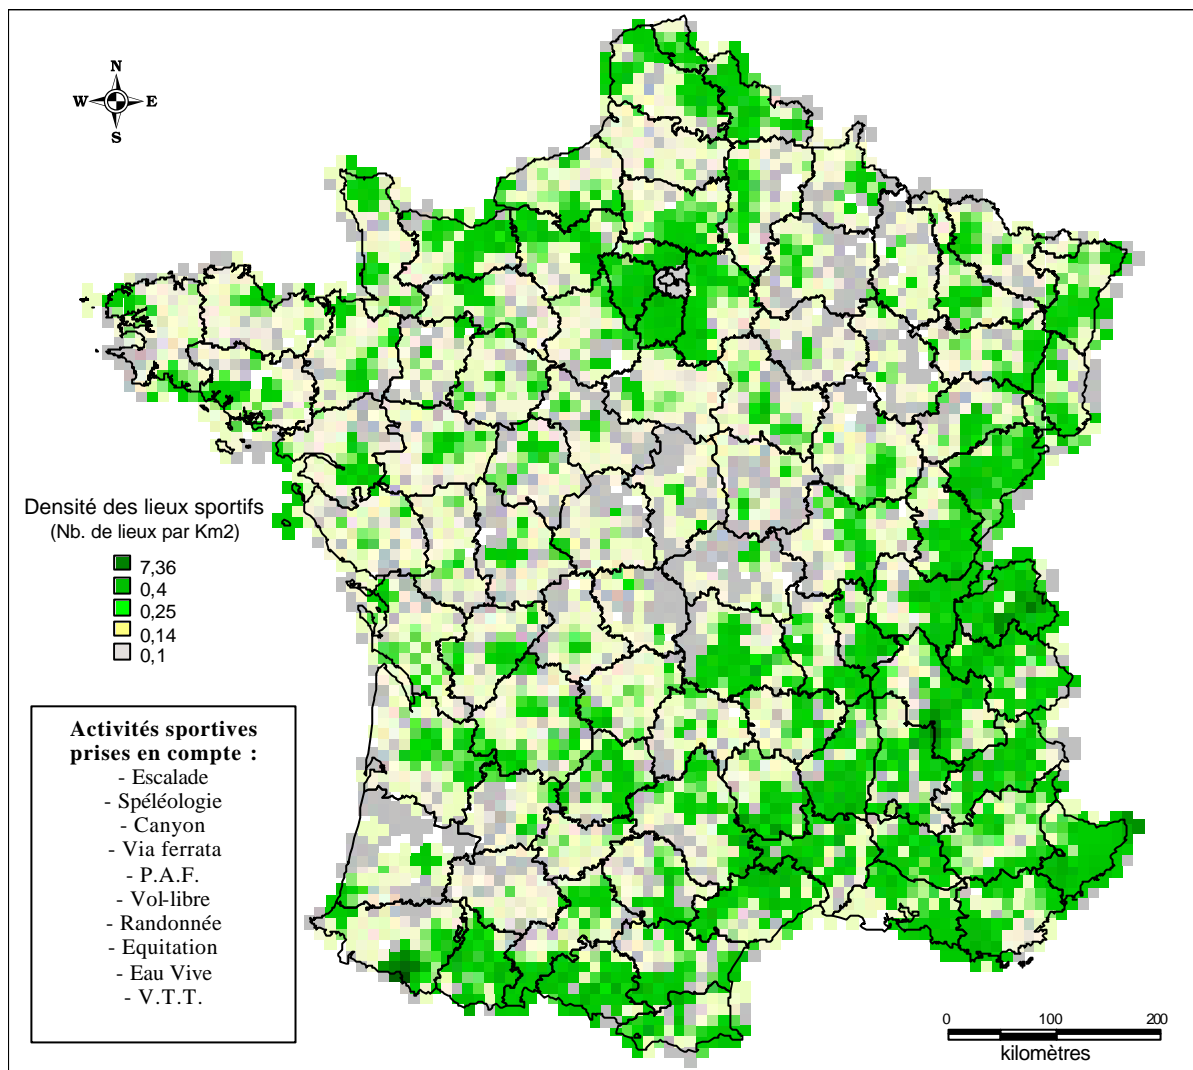 N
W E
S
Densité des lieux sportifs
(Nb. de lieux par Km2)
7,36
0,4
0,25
0,14
0,1
Activités sportives
prises en compte :
- Escalade
- Spéléologie
- Canyon
- Via ferrata
- P.A.F.
- Vol-libre
- Randonnée
- Equitation
- Eau Vive
- V.T.T.
0 100 200
kilomètres